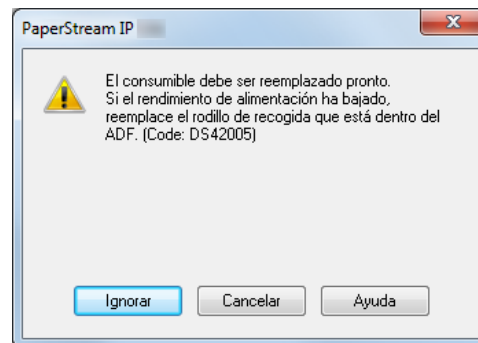 PaperStream IP
El consumible debe ser reemplazado pronto.
Si el rendimiento de alimentación ha bajado,
reemplace el rodillo de recogida que está dentro del
ADF. (Code: DS42005)
Ignorar Cancelar Ayuda